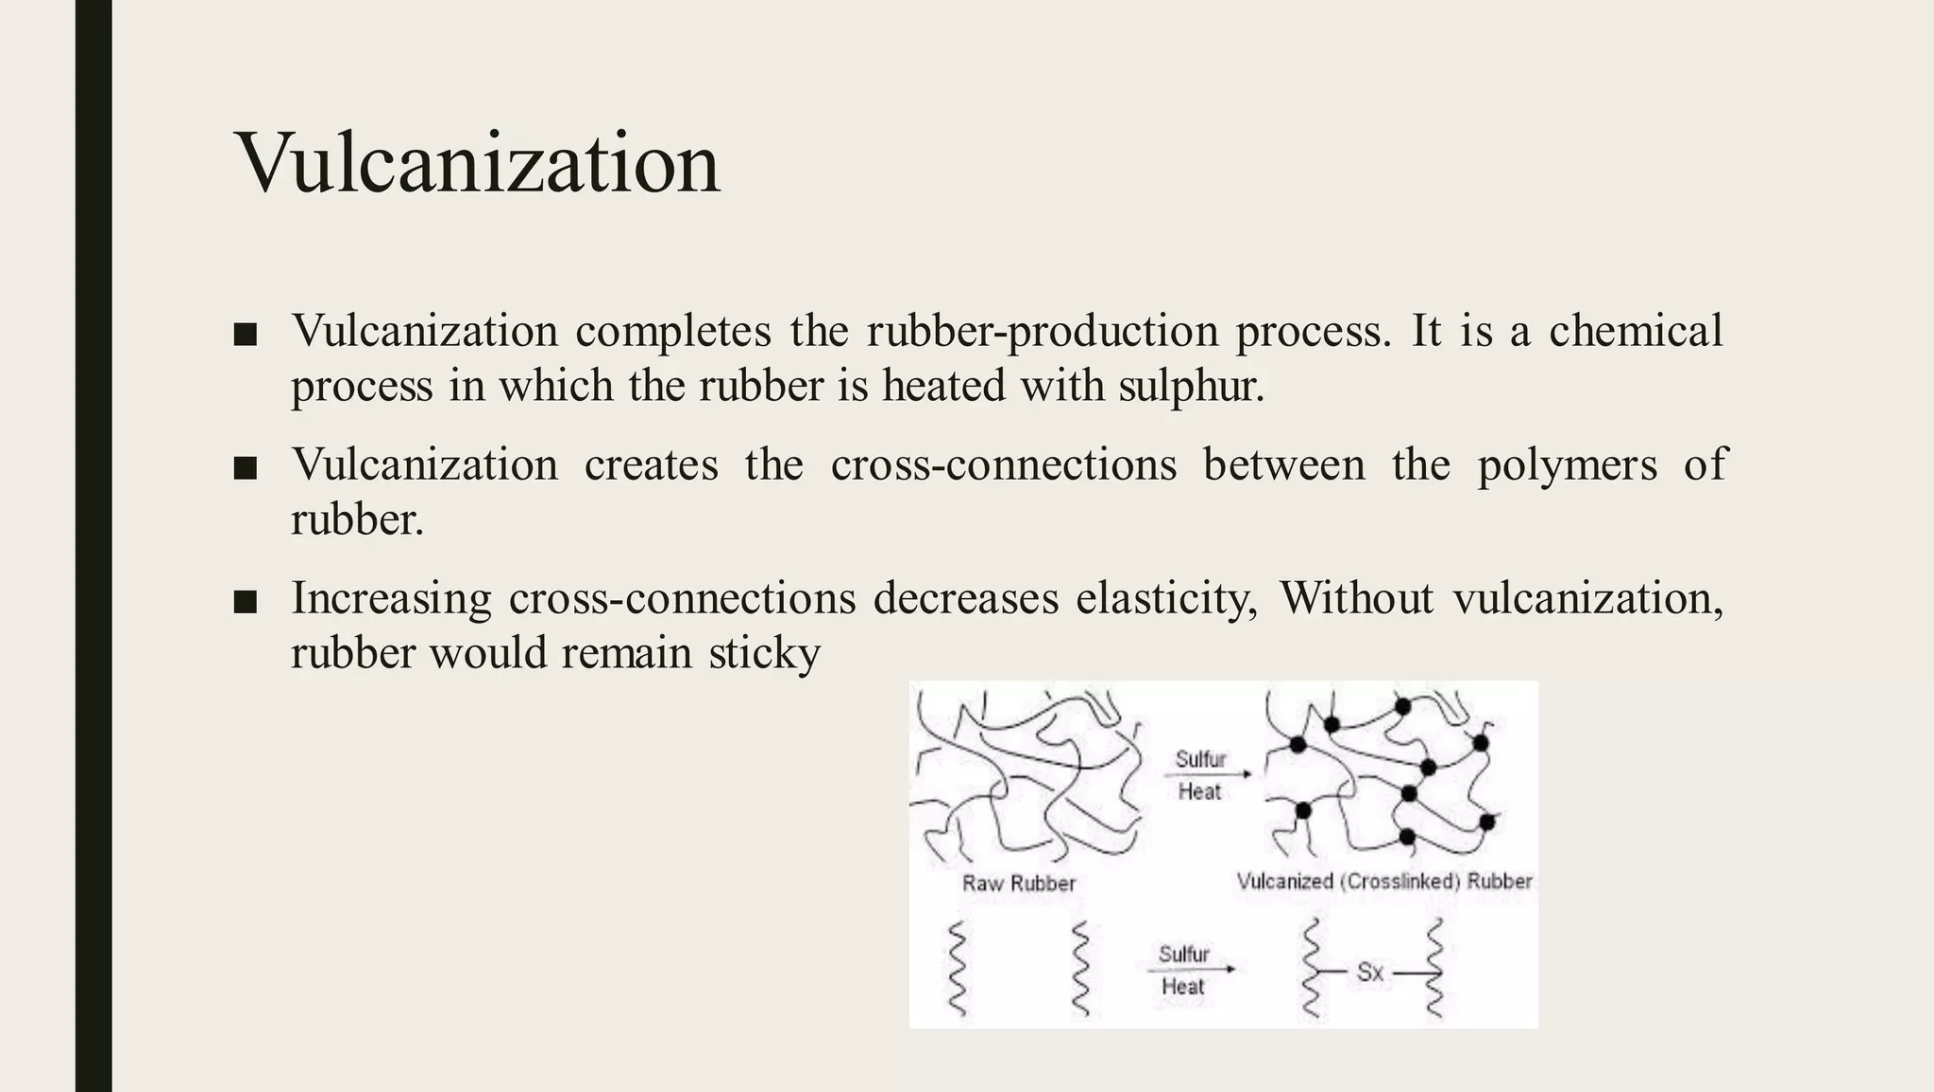 Vulcanization
■ Vulcanization completes the rubber-production process. It is a chemical
process in which the rubber is heated with sulphur.
■ Vulcanization creates the cross-connections between the polymers of
rubber.
■ Increasing cross-connections decreases elasticity, Without vulcanization,
rubber would remain sticky
Sulfur
Heat
Raw Rubber
Vulcanized (Crosslinked) Rubber
Sulfur
Heat
Sx